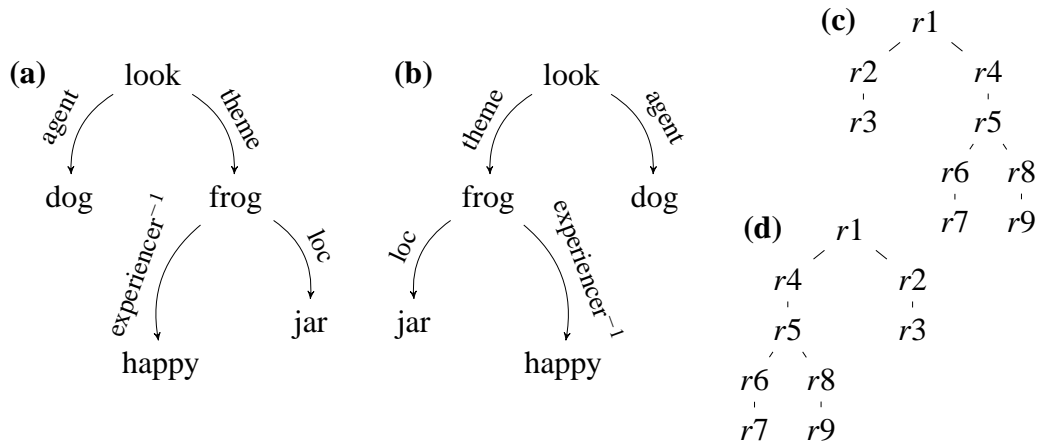 (a)
look
agent
theme
dog
frog
experiencer⁻¹
loc
happy
jar
(b)
look
theme
agent
frog
dog
loc
experiencer⁻¹
jar
happy
(c)
r1
r2 r4
r3 r5
r6 r8
r7 r9
(d)
r1
r4 r2
r5 r3
r6 r8
r7 r9